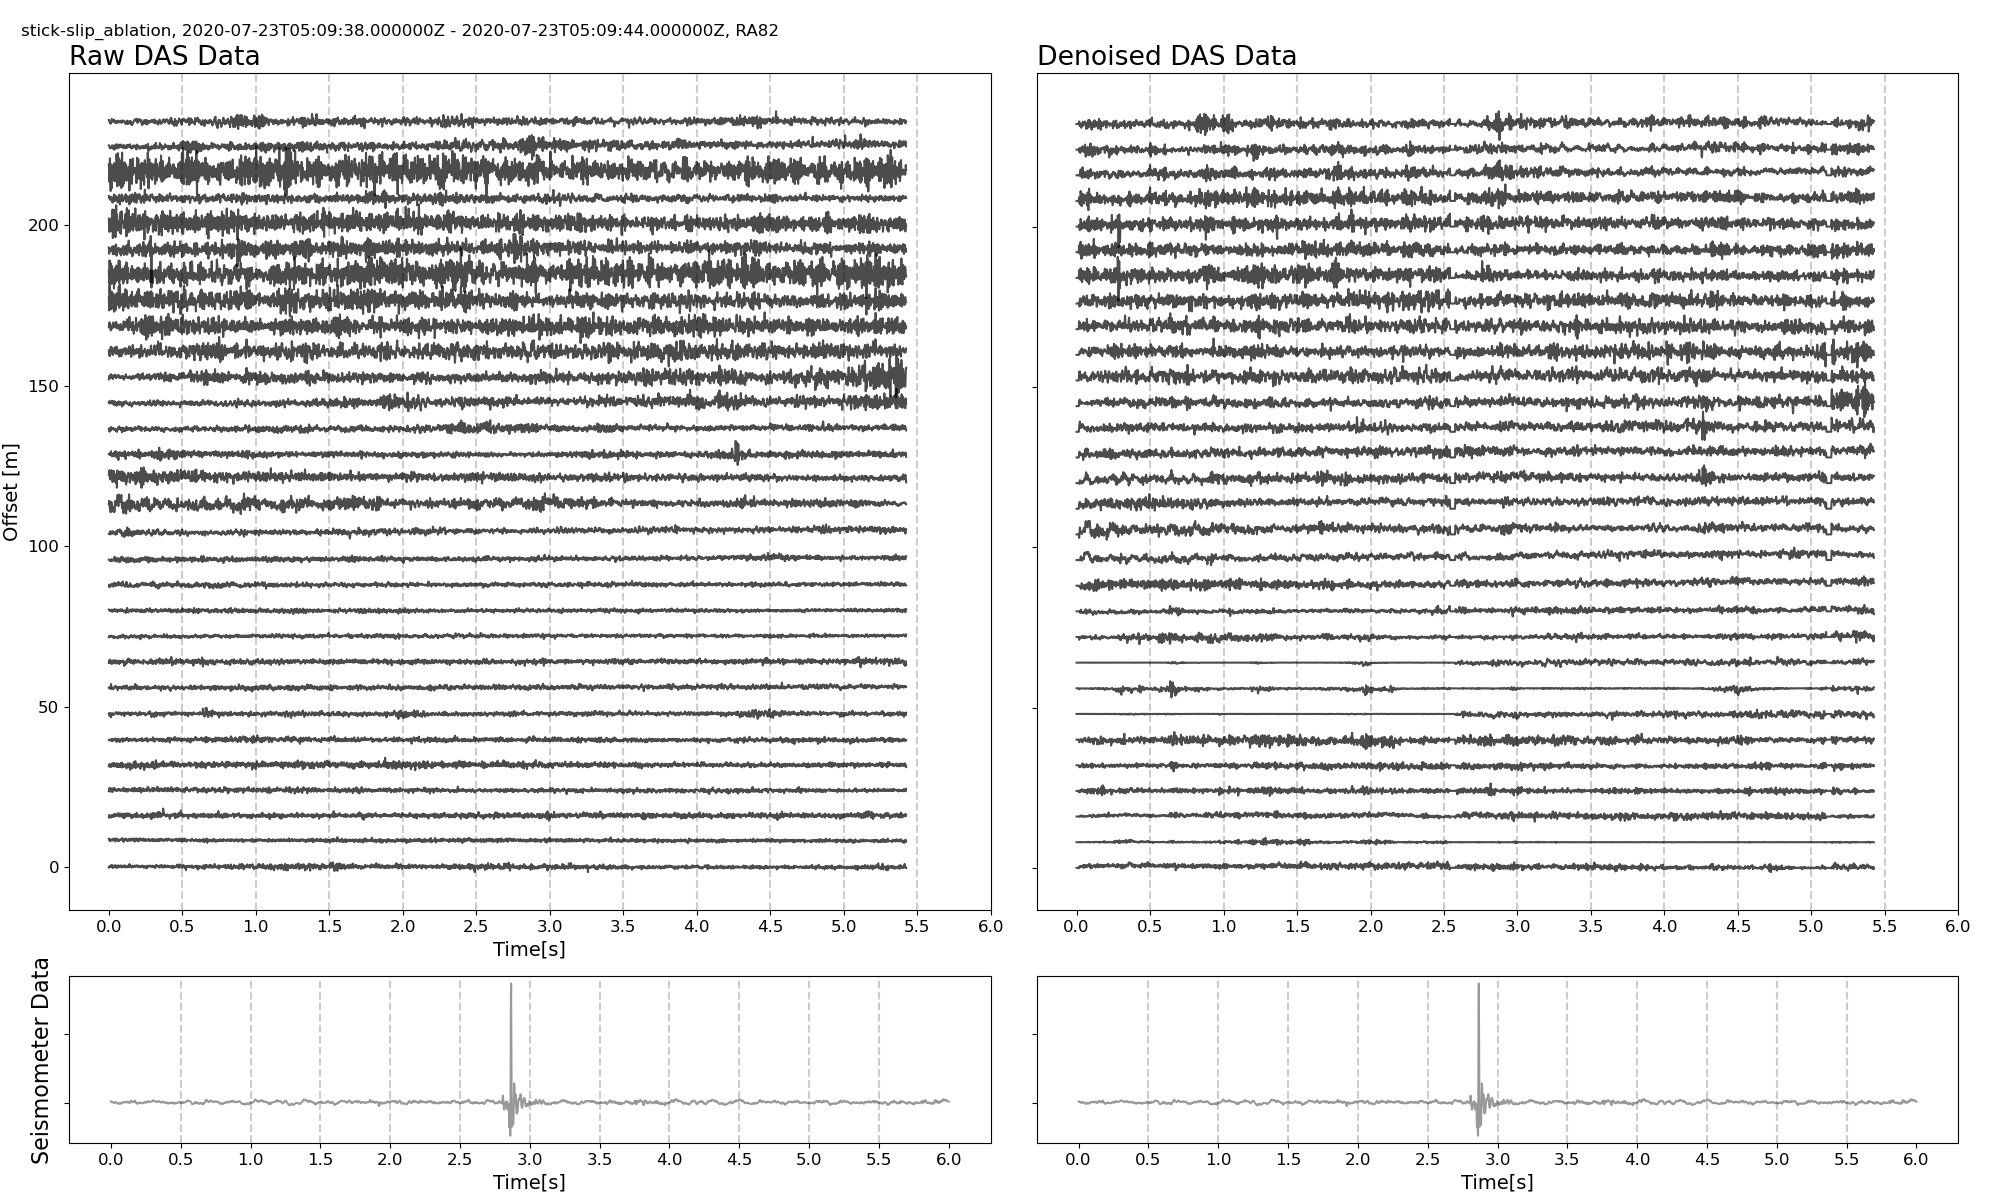 stick-slip_ablation, 2020-07-23T05:09:38.000000Z - 2020-07-23T05:09:44.000000Z, RA82
Raw DAS Data
Denoised DAS Data
Offset [m]
200
150
100
50
0
0.0 0.5 1.0 1.5 2.0 2.5 3.0 3.5 4.0 4.5 5.0 5.5 6.0
Time[s]
0.0 0.5 1.0 1.5 2.0 2.5 3.0 3.5 4.0 4.5 5.0 5.5 6.0
Seismometer Data
0.0 0.5 1.0 1.5 2.0 2.5 3.0 3.5 4.0 4.5 5.0 5.5 6.0
Time[s]
0.0 0.5 1.0 1.5 2.0 2.5 3.0 3.5 4.0 4.5 5.0 5.5 6.0
Time[s]